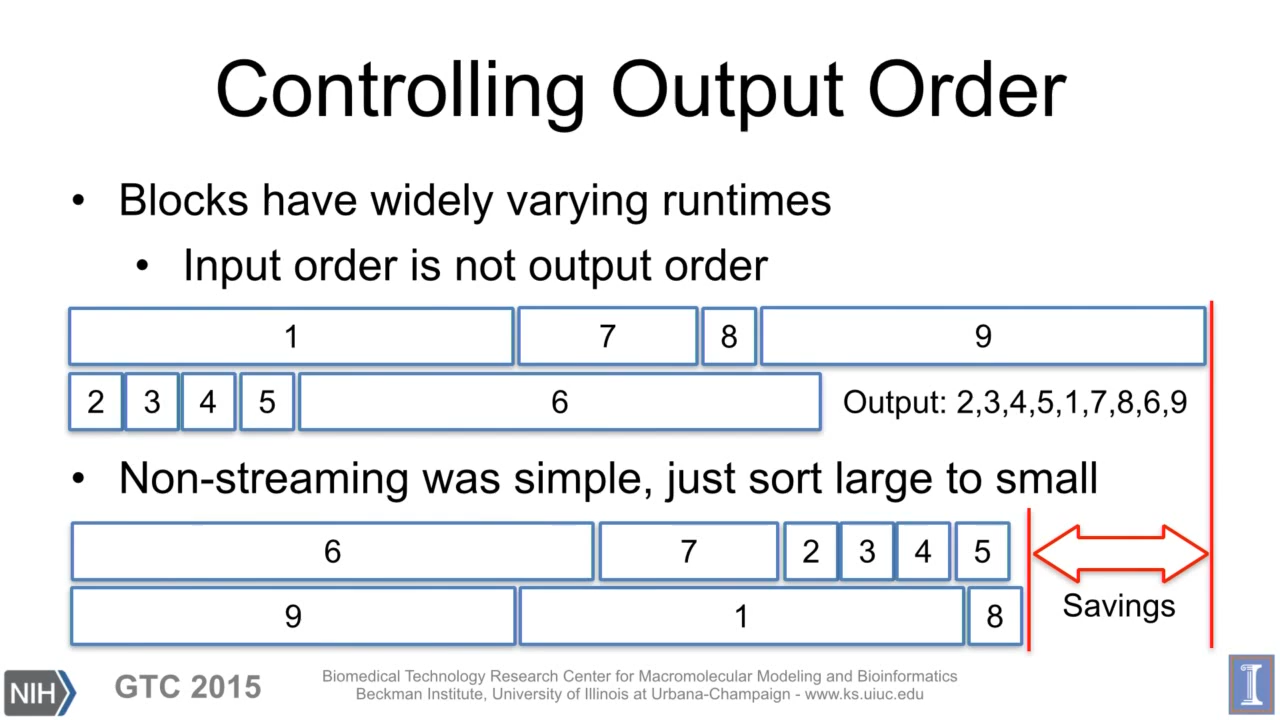 Controlling Output Order
• Blocks have widely varying runtimes
• Input order is not output order
1 7 8 9
2 3 4 5 6 Output: 2,3,4,5,1,7,8,6,9
• Non-streaming was simple, just sort large to small
6 7 2 3 4 5
9 1 8 Savings
NIH GTC 2015
Biomedical Technology Research Center for Macromolecular Modeling and Bioinformatics
Beckman Institute, University of Illinois at Urbana-Champaign - www.ks.uiuc.edu
I